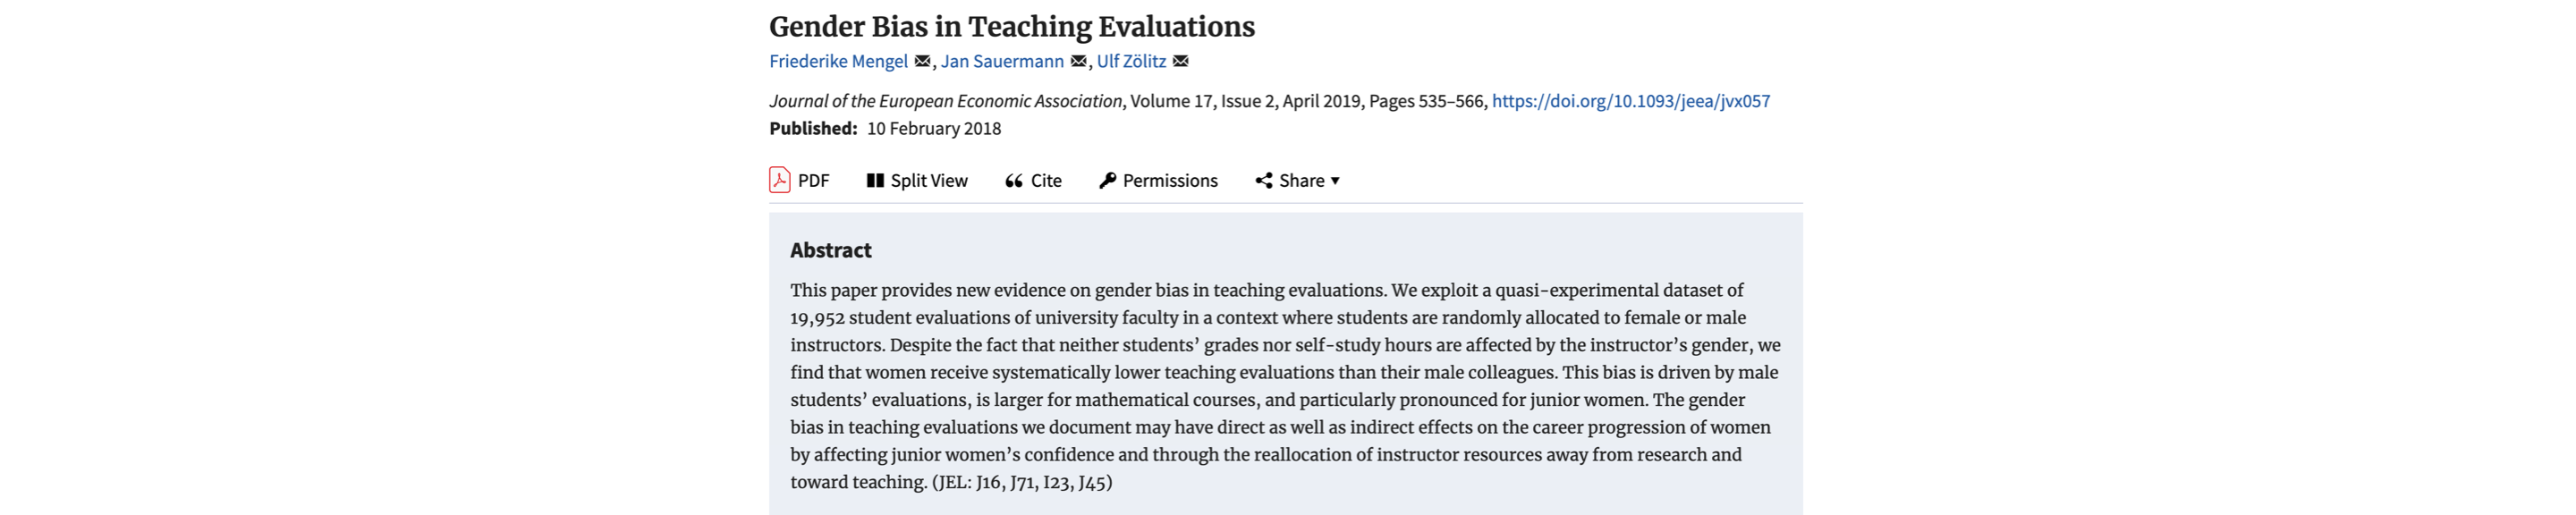 Gender Bias in Teaching Evaluations
Friederike Mengel, Jan Sauermann, Ulf Zölitz
Journal of the European Economic Association, Volume 17, Issue 2, April 2019, Pages 535–566, https://doi.org/10.1093/jeea/jvx057
Published: 10 February 2018
PDF Split View Cite Permissions Share
Abstract
This paper provides new evidence on gender bias in teaching evaluations. We exploit a quasi-experimental dataset of
19,952 student evaluations of university faculty in a context where students are randomly allocated to female or male
instructors. Despite the fact that neither students’ grades nor self-study hours are affected by the instructor’s gender, we
find that women receive systematically lower teaching evaluations than their male colleagues. This bias is driven by male
students’ evaluations, is larger for mathematical courses, and particularly pronounced for junior women. The gender
bias in teaching evaluations we document may have direct as well as indirect effects on the career progression of women
by affecting junior women’s confidence and through the reallocation of instructor resources away from research and
toward teaching. (JEL: J16, J71, I23, J45)